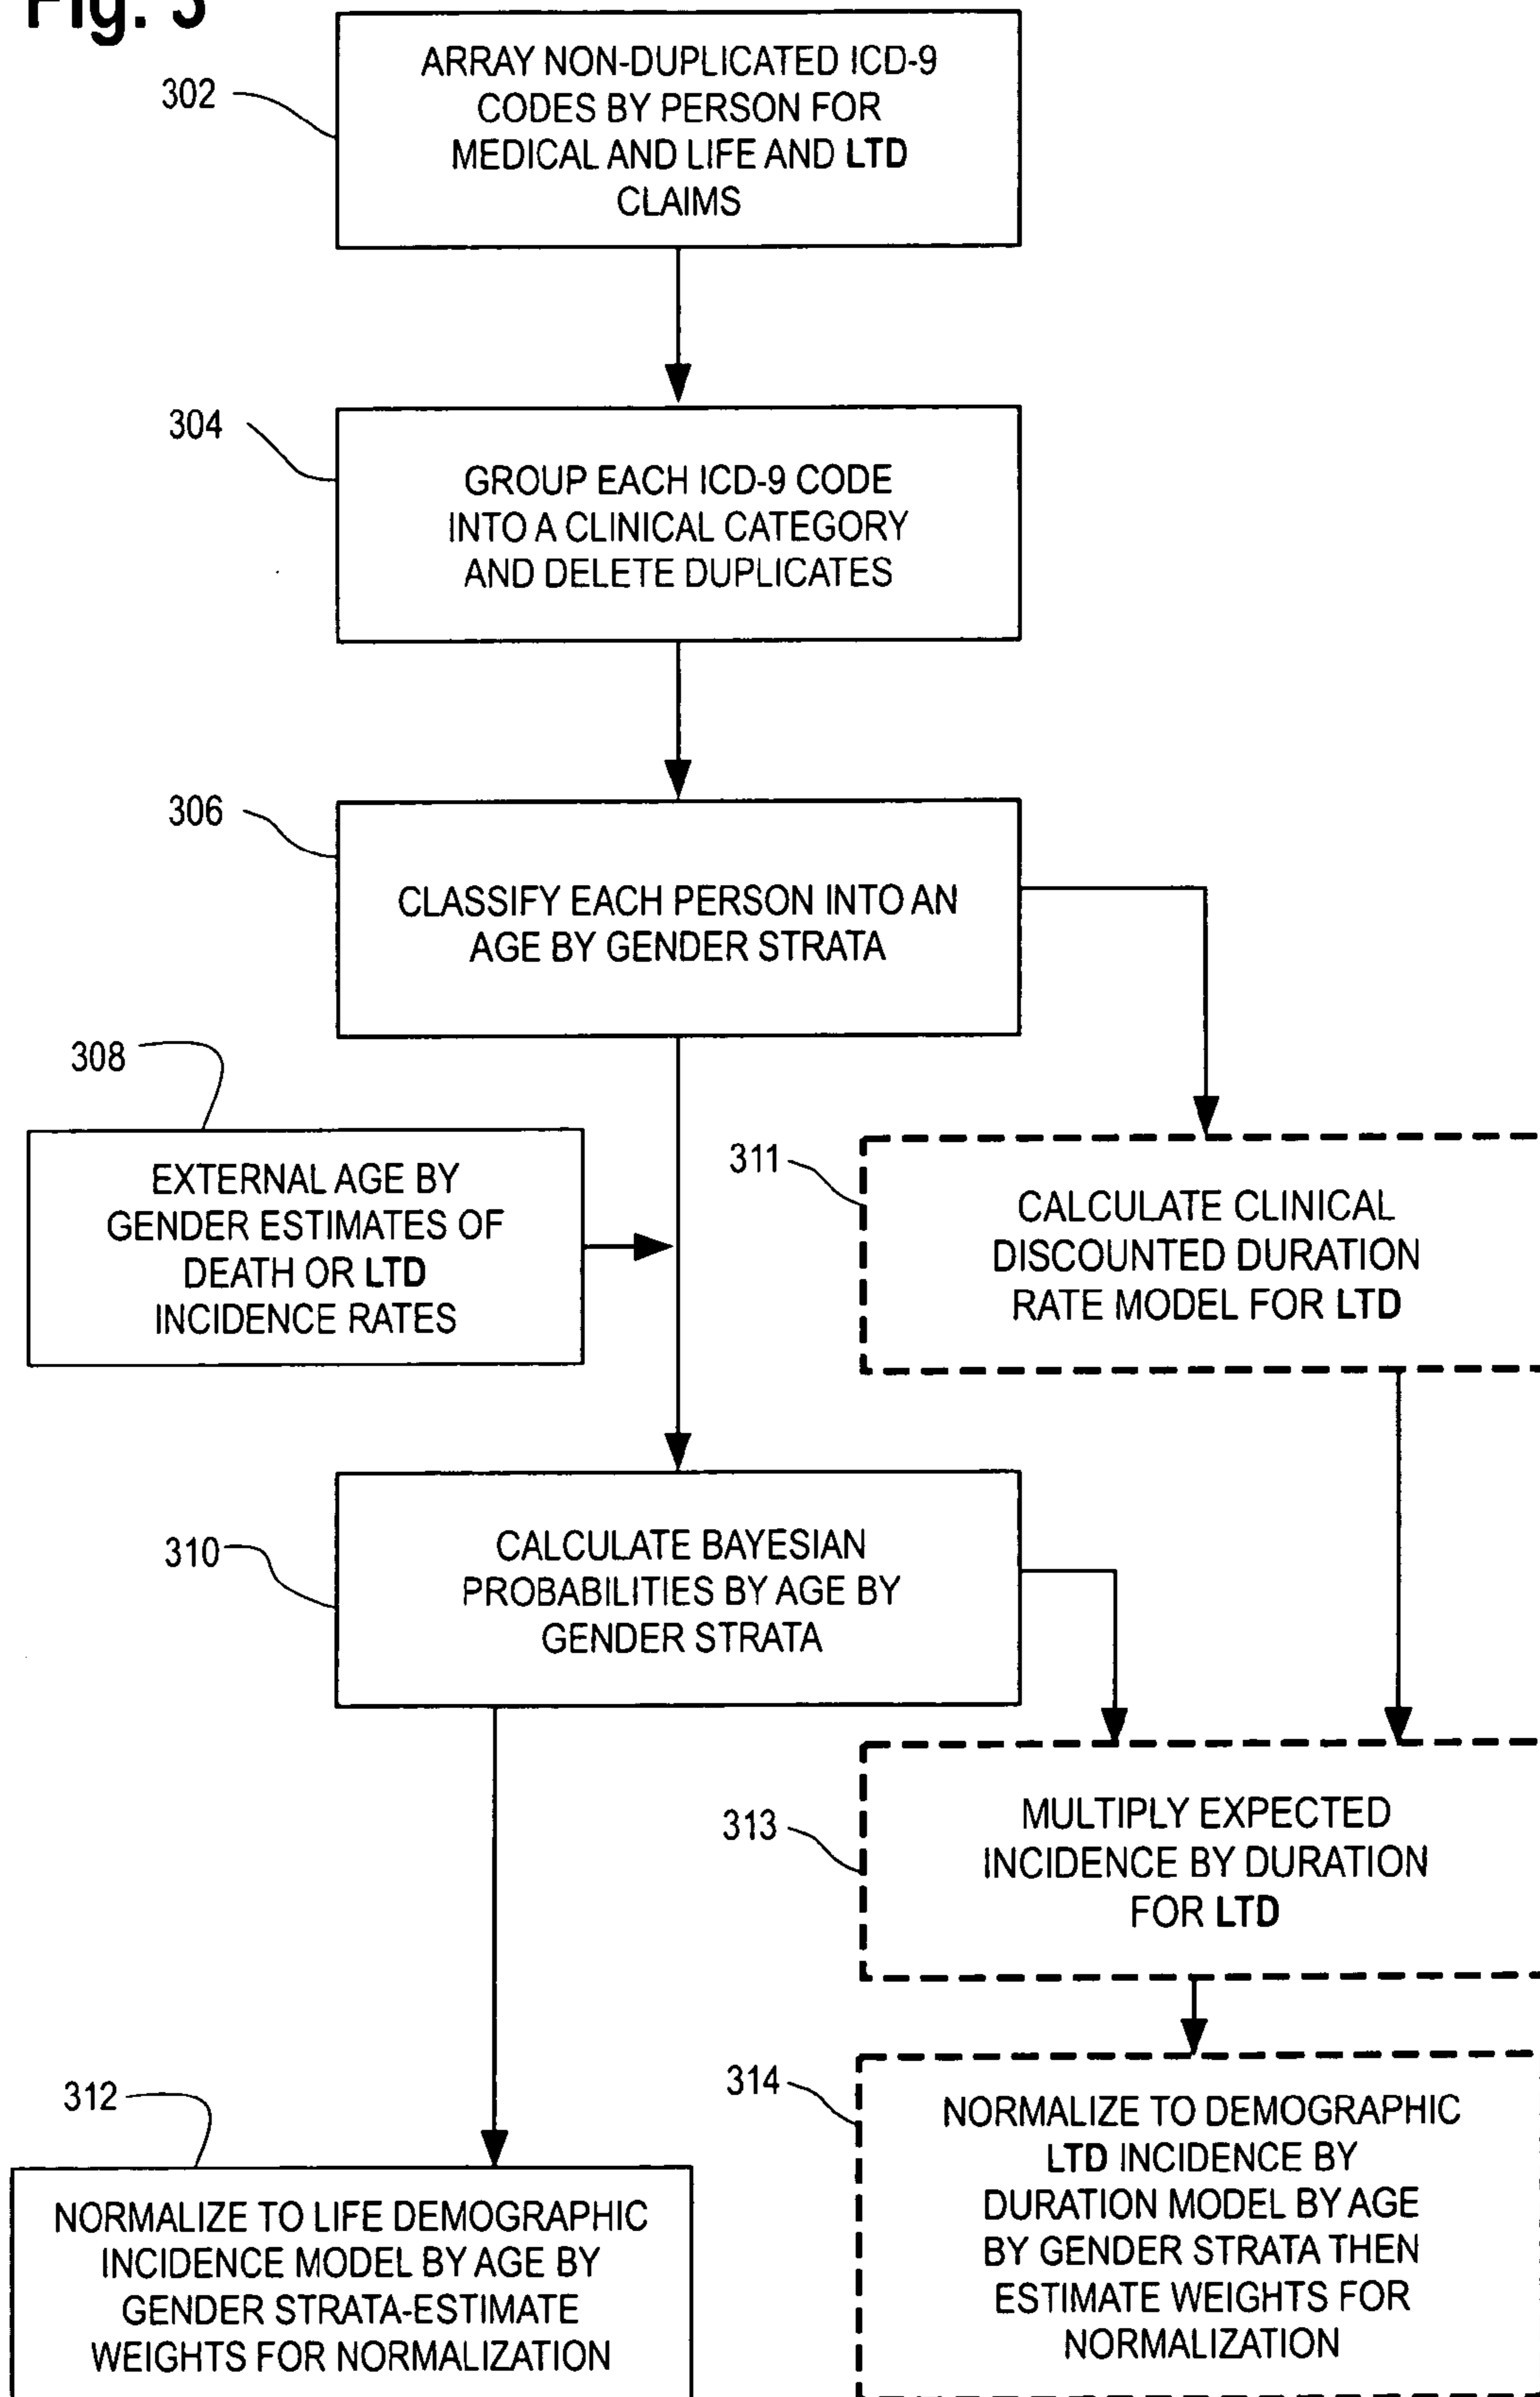 Fig. 3
302
ARRAY NON-DUPLICATED ICD-9
CODES BY PERSON FOR
MEDICAL AND LIFE AND LTD
CLAIMS
304
GROUP EACH ICD-9 CODE
INTO A CLINICAL CATEGORY
AND DELETE DUPLICATES
306
CLASSIFY EACH PERSON INTO AN
AGE BY GENDER STRATA
308
EXTERNAL AGE BY
GENDER ESTIMATES OF
DEATH OR LTD
INCIDENCE RATES
311
CALCULATE CLINICAL
DISCOUNTED DURATION
RATE MODEL FOR LTD
310
CALCULATE BAYESIAN
PROBABILITIES BY AGE BY
GENDER STRATA
313
MULTIPLY EXPECTED
INCIDENCE BY DURATION
FOR LTD
312
NORMALIZE TO LIFE DEMOGRAPHIC
INCIDENCE MODEL BY AGE BY
GENDER STRATA-ESTIMATE
WEIGHTS FOR NORMALIZATION
314
NORMALIZE TO DEMOGRAPHIC
LTD INCIDENCE BY
DURATION MODEL BY AGE
BY GENDER STRATA THEN
ESTIMATE WEIGHTS FOR
NORMALIZATION